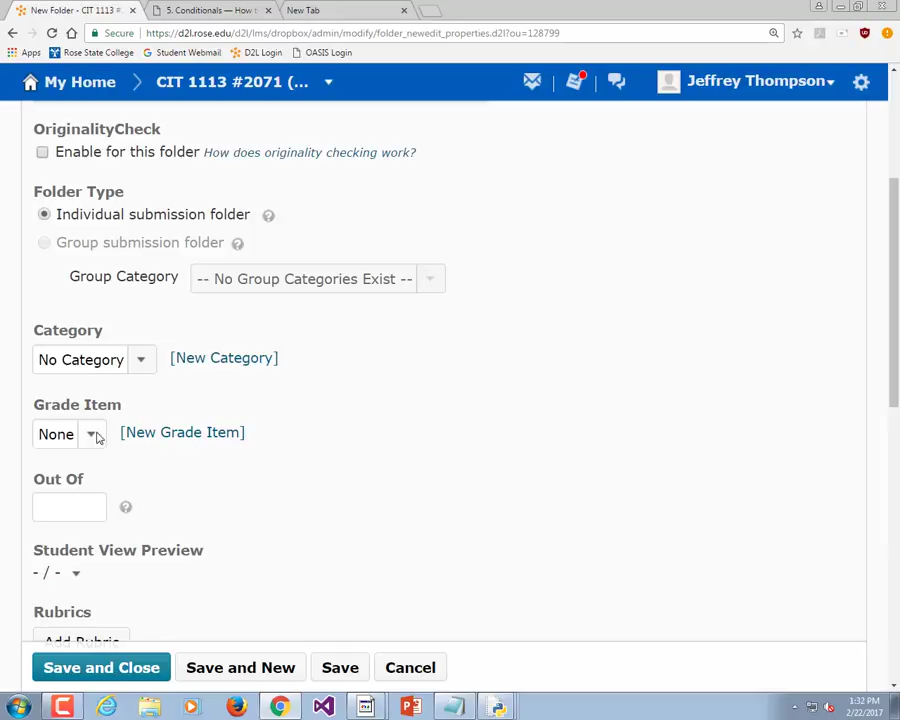 New Folder - CIT 1113 #
5. Conditionals — How t
New Tab
Secure
https://d2l.rose.edu/d2l/lms/dropbox/admin/modify/folder_newedit_properties.d2l?ou=128799
Apps
Rose State College
Student Webmail
D2L Login
OASIS Login
My Home
CIT 1113 #2071 (...
Jeffrey Thompson
OriginalityCheck
Enable for this folder How does originality checking work?
Folder Type
Individual submission folder
Group submission folder
Group Category
-- No Group Categories Exist --
Category
No Category
[New Category]
Grade Item
None
[New Grade Item]
Out Of
Student View Preview
- / -
Rubrics
Add Rubric
Save and Close
Save and New
Save
Cancel
1:32 PM
2/22/2017